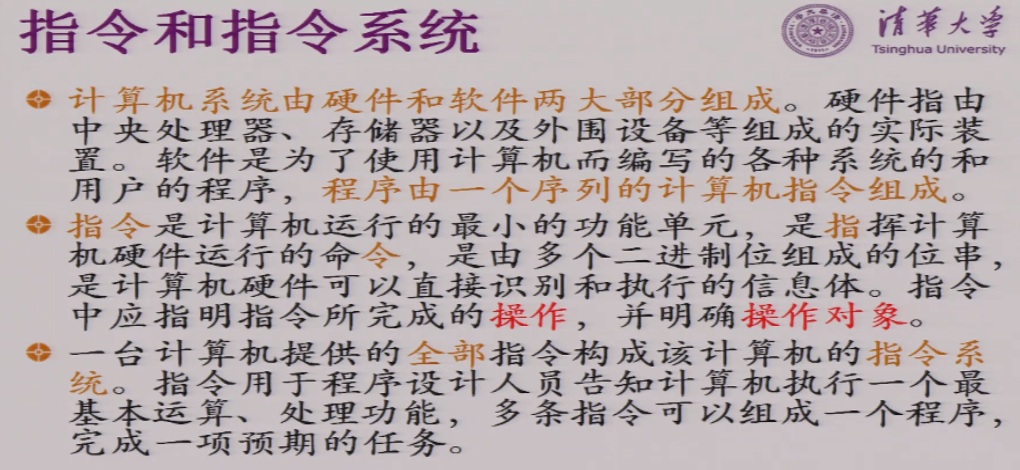 指令和指令系统
清华大学
Tsinghua University
计算机系统由硬件和软件两大部分组成。硬件指由
中央处理器、存储器以及外围设备等组成的实际装
置。软件是为了使用计算机而编写的各种系统的和
用户的程序，程序由一个序列的计算机指令组成。
指令是计算机运行的最小的功能单元，是指挥计算
机硬件运行的命令，是由多个二进制位组成的位串，
是计算机硬件可以直接识别和执行的信息体。指令
中应指明指令所完成的操作，并明确操作对象。
一台计算机提供的全部指令构成该计算机的指令系
统。指令用于程序设计人员告知计算机执行一个最
基本运算、处理功能，多条指令可以组成一个程序，
完成一项预期的任务。